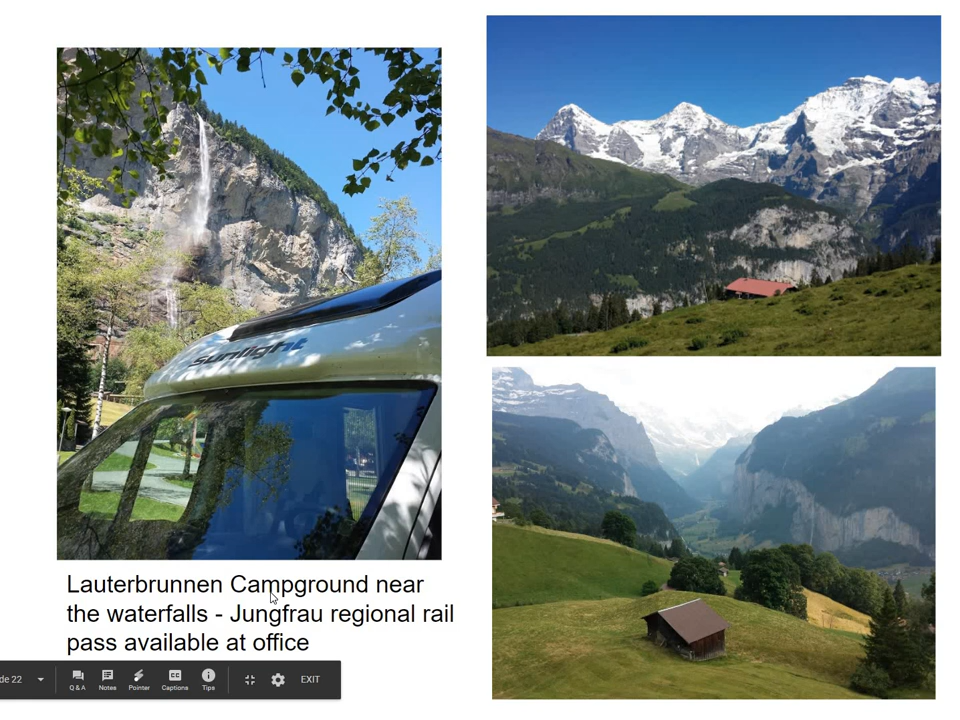 Sunlight
Lauterbrunnen Campground near
the waterfalls - Jungfrau regional rail
pass available at office
de 22
Q & A
Notes
Pointer
Captions
Tips
EXIT